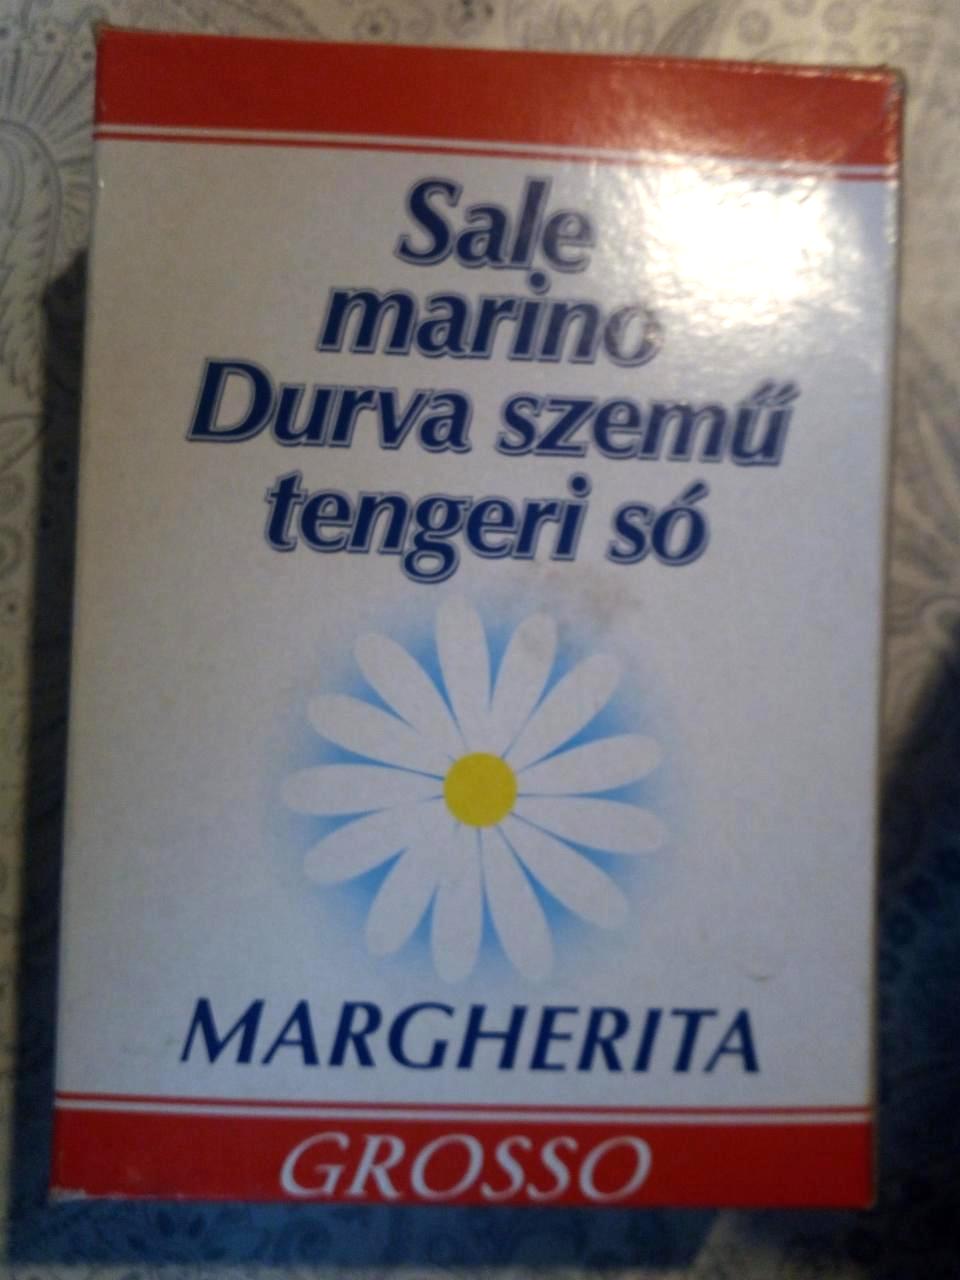 Sale
marino
Durva szemű
tengeri só
MARGHERITA
GROSSO